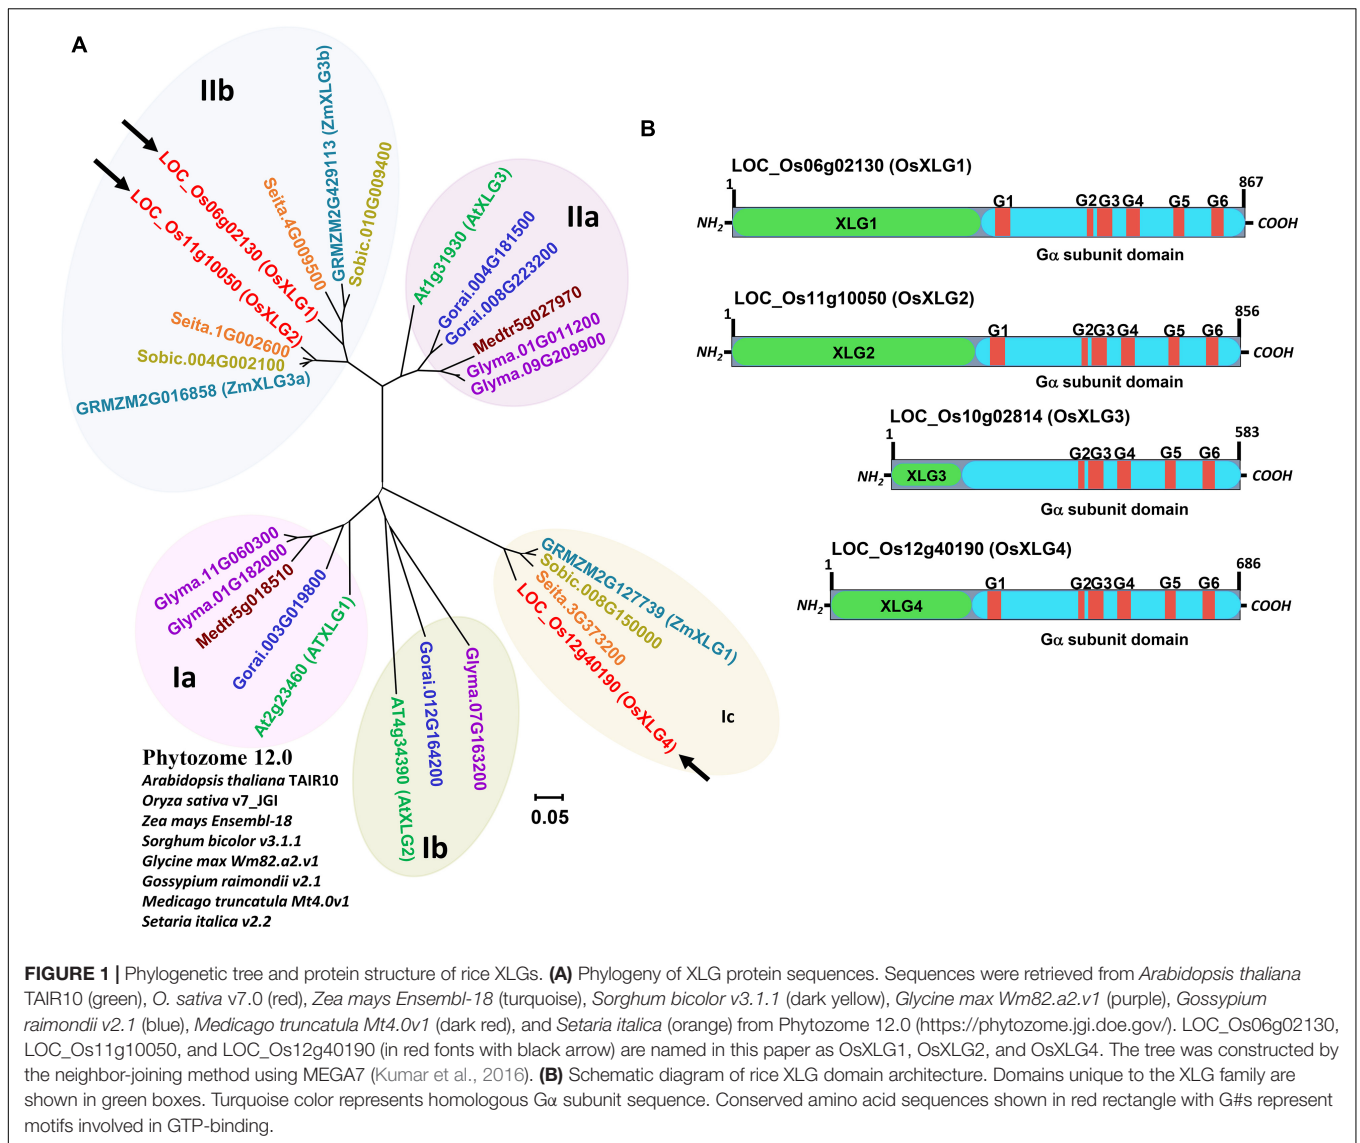 A
IIb
LOC_Os06g02130 (OsXLG1)
LOC_Os11g10050 (OsXLG2)
Seita.4G009500
GRMZM2G429113 (ZmXLG3b)
Sobic.010G009400
Seita.1G002600
Sobic.004G002100
GRMZM2G016858 (ZmXLG3a)
IIa
At1g31930 (AtXLG3)
Gorai.004G181500
Gorai.008G223200
Medtr5g027970
Glyma.01G011200
Glyma.09G209900
Glyma.11G060300
Glyma.01G182000
Medtr5g018510
Gorai.003G019800
At2g23460 (ATXLG1)
Ia
AT4g34390 (AtXLG2)
Gorai.012G164200
Glyma.07G163200
Ib
GRMZM2G127739 (ZmXLG1)
Sobic.008G150000
Seita.3G373200
LOC_Os12g40190 (OsXLG4)
Ic
0.05
Phytozome 12.0
Arabidopsis thaliana TAIR10
Oryza sativa v7_JGI
Zea mays Ensembl-18
Sorghum bicolor v3.1.1
Glycine max Wm82.a2.v1
Gossypium raimondii v2.1
Medicago truncatula Mt4.0v1
Setaria italica v2.2
B
LOC_Os06g02130 (OsXLG1)
1 867
G1 G2 G3 G4 G5 G6
NH2 XLG1 COOH
Gα subunit domain
LOC_Os11g10050 (OsXLG2)
1 856
G1 G2 G3 G4 G5 G6
NH2 XLG2 COOH
Gα subunit domain
LOC_Os10g02814 (OsXLG3)
1 583
G2 G3 G4 G5 G6
NH2 XLG3 COOH
Gα subunit domain
LOC_Os12g40190 (OsXLG4)
1 686
G1 G2 G3 G4 G5 G6
NH2 XLG4 COOH
Gα subunit domain
FIGURE 1 | Phylogenetic tree and protein structure of rice XLGs. (A) Phylogeny of XLG protein sequences. Sequences were retrieved from Arabidopsis thaliana
TAIR10 (green), O. sativa v7.0 (red), Zea mays Ensembl-18 (turquoise), Sorghum bicolor v3.1.1 (dark yellow), Glycine max Wm82.a2.v1 (purple), Gossypium
raimondii v2.1 (blue), Medicago truncatula Mt4.0v1 (dark red), and Setaria italica (orange) from Phytozome 12.0 (https://phytozome.jgi.doe.gov/). LOC_Os06g02130,
LOC_Os11g10050, and LOC_Os12g40190 (in red fonts with black arrow) are named in this paper as OsXLG1, OsXLG2, and OsXLG4. The tree was constructed by
the neighbor-joining method using MEGA7 (Kumar et al., 2016). (B) Schematic diagram of rice XLG domain architecture. Domains unique to the XLG family are
shown in green boxes. Turquoise color represents homologous Gα subunit sequence. Conserved amino acid sequences shown in red rectangle with G#s represent
motifs involved in GTP-binding.